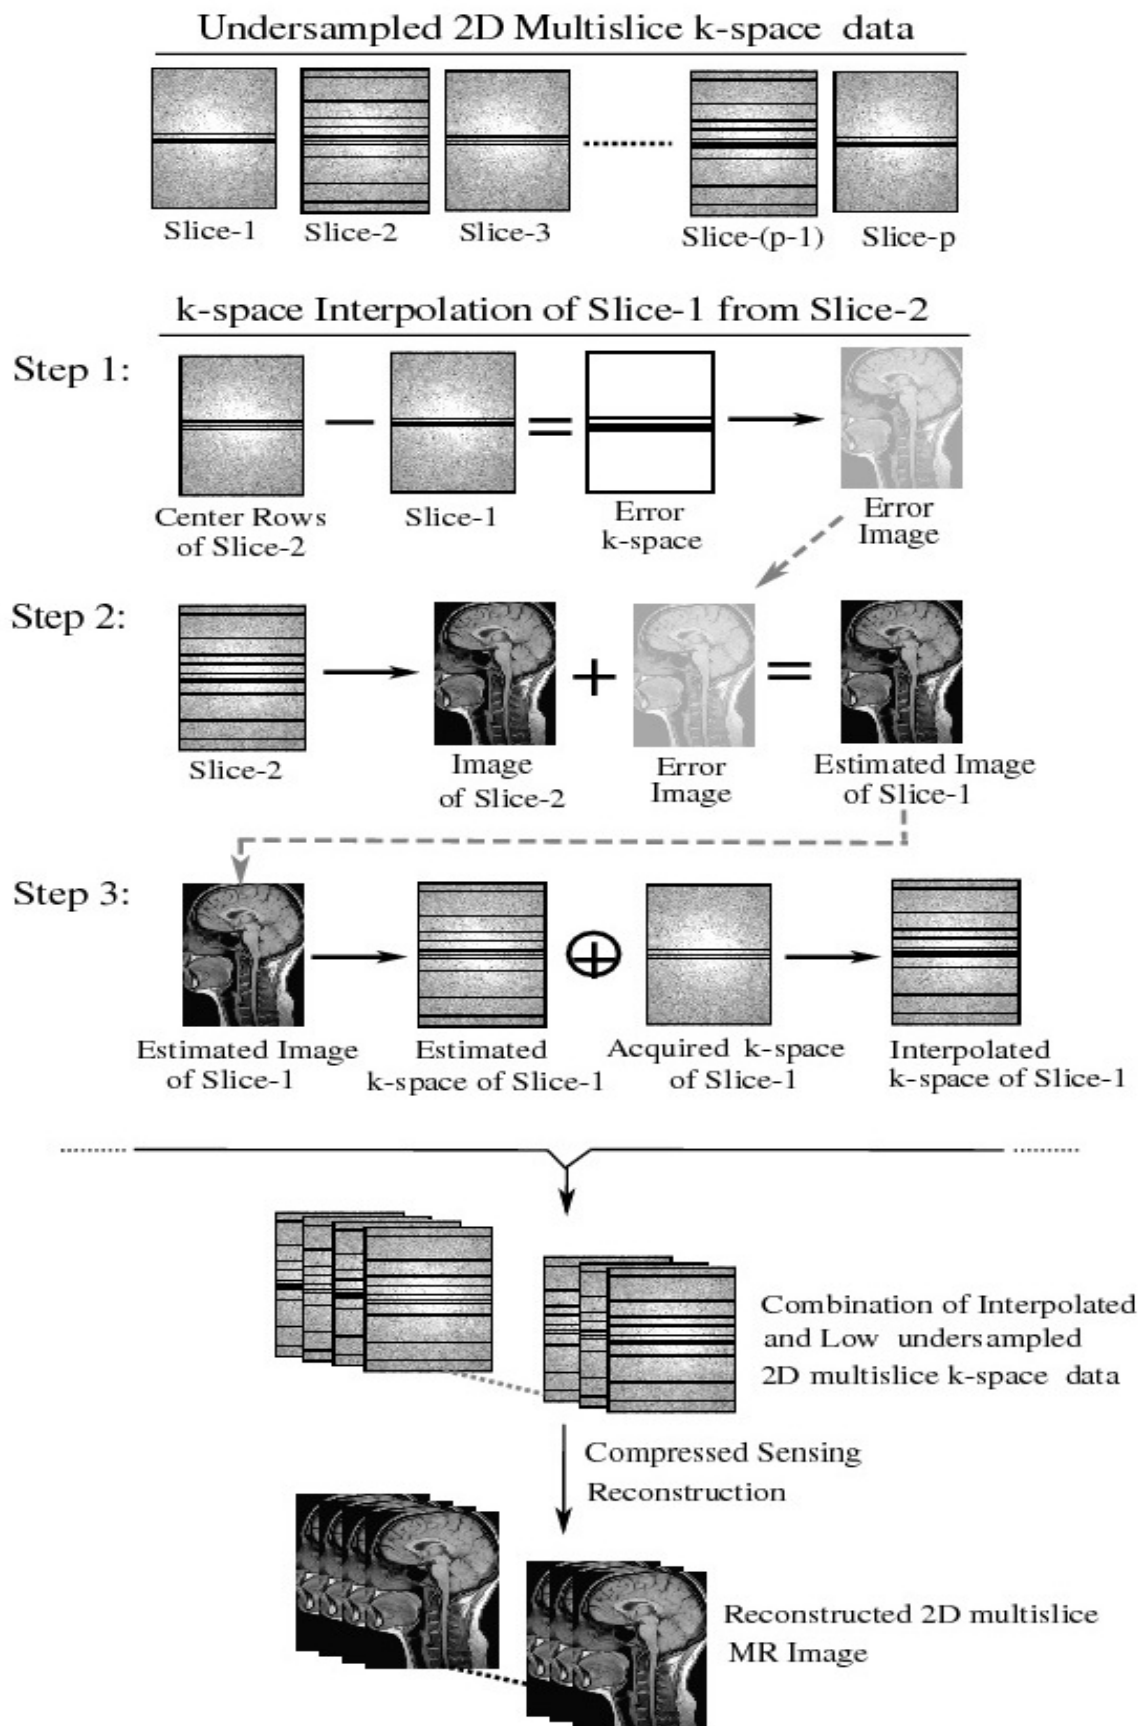 Undersampled 2D Multislice k-space data
Slice-1
Slice-2
Slice-3
Slice-(p-1)
Slice-p
k-space Interpolation of Slice-1 from Slice-2
Step 1:
Center Rows
of Slice-2
Slice-1
Error
k-space
Error
Image
Step 2:
Slice-2
Image
of Slice-2
Error
Image
Estimated Image
of Slice-1
Step 3:
Estimated Image
of Slice-1
Estimated
k-space of Slice-1
Acquired k-space
of Slice-1
Interpolated
k-space of Slice-1
Combination of Interpolated
and Low undersampled
2D multislice k-space data
Compressed Sensing
Reconstruction
Reconstructed 2D multislice
MR Image